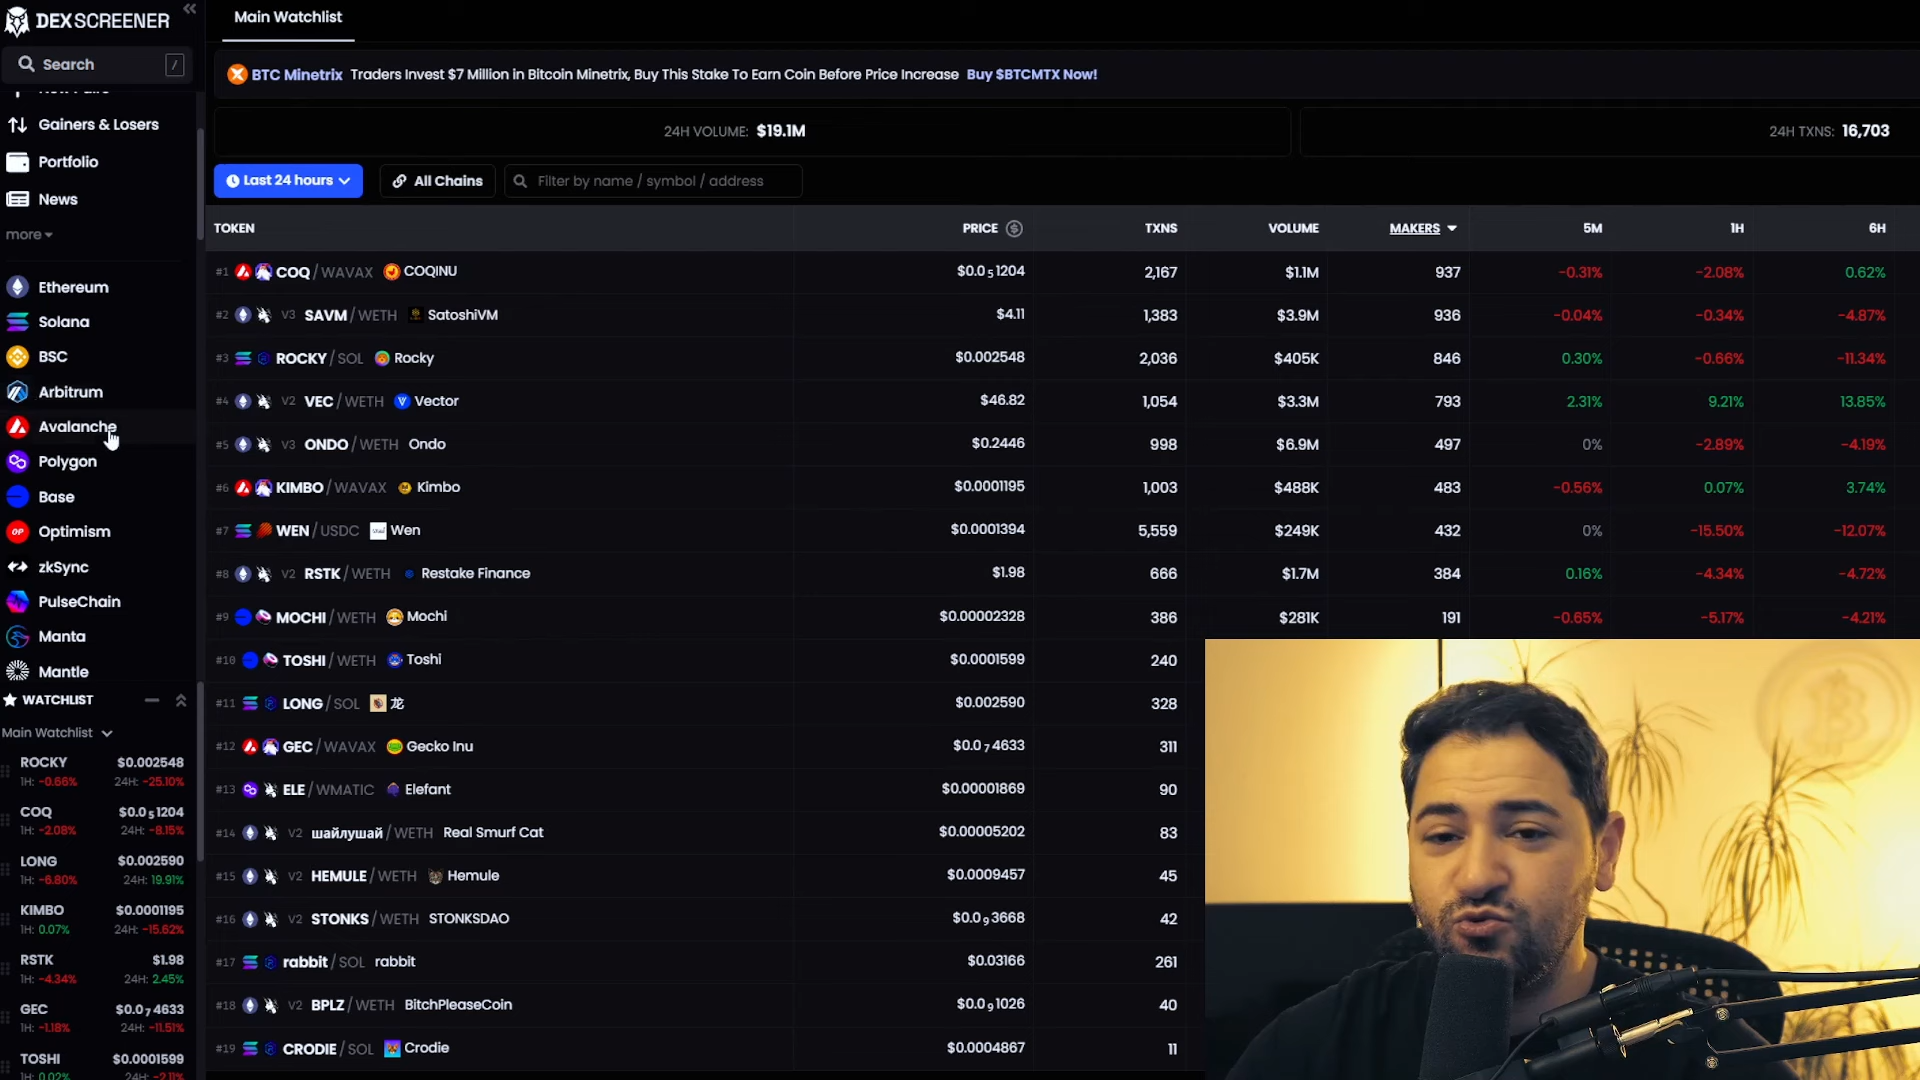 DEX SCREENER
Search /
Gainers & Losers
Portfolio
News
more
Ethereum
Solana
BSC
Arbitrum
Avalanche
Polygon
Base
Optimism
zkSync
PulseChain
Manta
Mantle
WATCHLIST
Main Watchlist
ROCKY $0.002548
1H: -0.66% 24H: -25.10%
COQ $0.0₅1204
1H: -2.08% 24H: -8.15%
LONG $0.002590
1H: -6.80% 24H: 19.91%
KIMBO $0.0001195
1H: 0.07% 24H: -15.62%
RSTK $1.98
1H: -4.34% 24H: 2.45%
GEC $0.0₇4633
1H: -1.18% 24H: -11.51%
TOSHI $0.0001599
1H: 0.02% 24H: -2.11%
Main Watchlist
BTC Minetrix Traders Invest $7 Million in Bitcoin Minetrix, Buy This Stake To Earn Coin Before Price Increase Buy $BTCMTX Now!
24H VOLUME: $19.1M 24H TXNS: 16,703
Last 24 hours All Chains Filter by name / symbol / address
TOKEN PRICE TXNS VOLUME MAKERS 5M 1H 6H
#1 COQ / WAVAX COQINU $0.0₅1204 2,167 $1.1M 937 -0.31% -2.08% 0.62%
#2 V3 SAVM / WETH SatoshiVM $4.11 1,383 $3.9M 936 -0.04% -0.34% -4.87%
#3 ROCKY / SOL Rocky $0.002548 2,036 $405K 846 0.30% -0.66% -11.34%
#4 V2 VEC / WETH Vector $46.82 1,054 $3.3M 793 2.31% 9.21% 13.85%
#5 V3 ONDO / WETH Ondo $0.2446 998 $6.9M 497 0% -2.89% -4.19%
#6 KIMBO / WAVAX Kimbo $0.0001195 1,003 $488K 483 -0.56% 0.07% 3.74%
#7 WEN / USDC Wen $0.0001394 5,559 $249K 432 0% -15.50% -12.07%
#8 V2 RSTK / WETH Restake Finance $1.98 666 $1.7M 384 0.16% -4.34% -4.72%
#9 MOCHI / WETH Mochi $0.00002328 386 $281K 191 -0.65% -5.17% -4.21%
#10 TOSHI / WETH Toshi $0.0001599 240
#11 LONG / SOL 龙 $0.002590 328
#12 GEC / WAVAX Gecko Inu $0.0₇4633 311
#13 ELE / WMATIC Elefant $0.00001869 90
#14 V2 шайлушай / WETH Real Smurf Cat $0.00005202 83
#15 V2 HEMULE / WETH Hemule $0.0009457 45
#16 V2 STONKS / WETH STONKSDAO $0.0₉3668 42
#17 rabbit / SOL rabbit $0.03166 261
#18 V2 BPLZ / WETH BitchPleaseCoin $0.0₉1026 40
#19 CRODIE / SOL Crodie $0.0004867 11